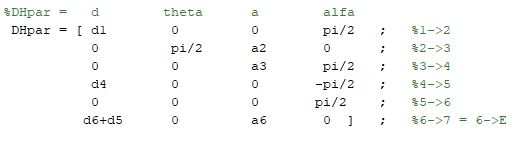 %DHpar =   d        theta     a        alfa
DHpar = [ d1        0         0        pi/2   ;   %1->2
          0         pi/2      a2       0      ;   %2->3
          0         0         a3       pi/2   ;   %3->4
          d4        0         0       -pi/2   ;   %4->5
          0         0         0       pi/2    ;   %5->6
         d6+d5      0         a6       0  ]   ;   %6->7 = 6->E